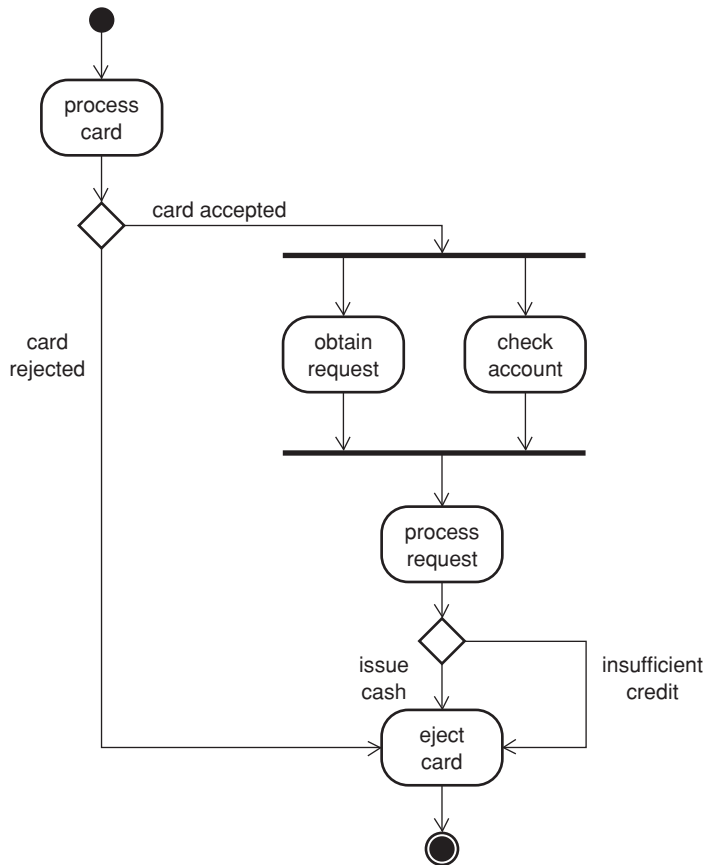 process
card
card accepted
card
rejected
obtain
request
check
account
process
request
issue
cash
insufficient
credit
eject
card